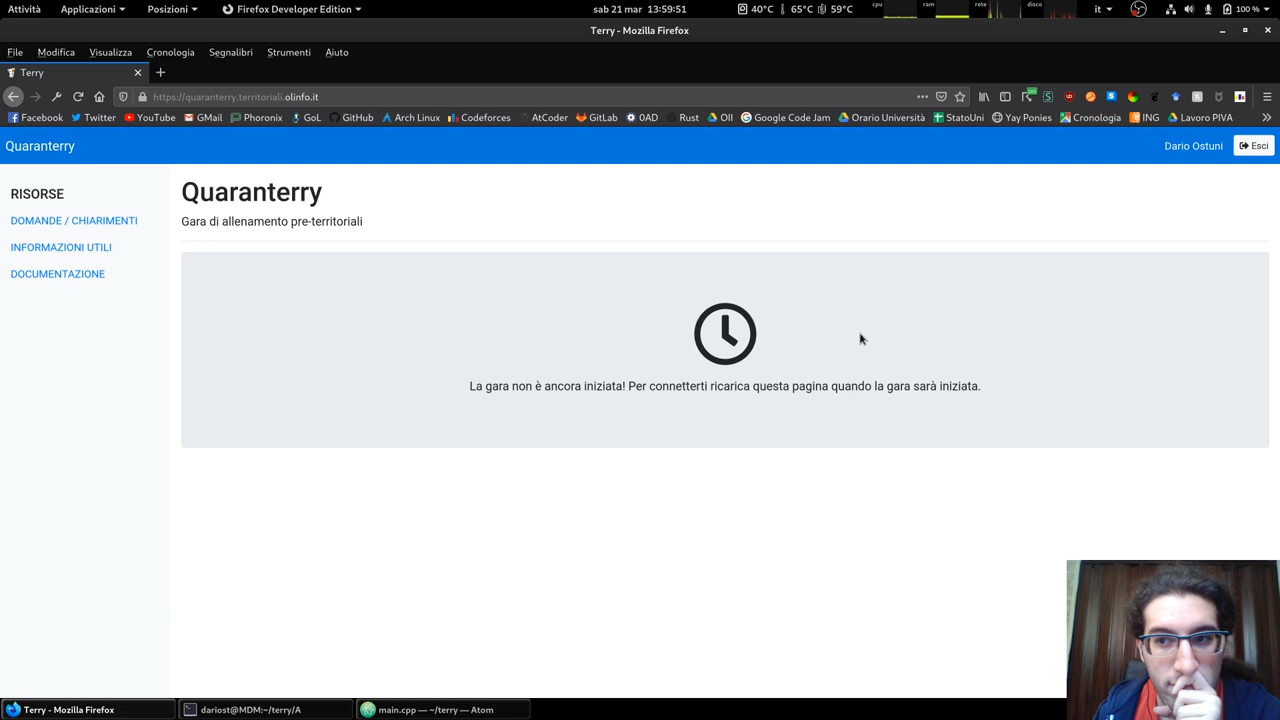 Attività Applicazioni Posizioni Firefox Developer Edition sab 21 mar 13:59:51 40°C 65°C 59°C cpu ram rete disco it 100 %
Terry - Mozilla Firefox
File Modifica Visualizza Cronologia Segnalibri Strumenti Aiuto
Terry
https://quaranterry.territoriali.olinfo.it
Facebook Twitter YouTube GMail Phoronix GoL GitHub Arch Linux Codeforces AtCoder GitLab 0AD Rust OII Google Code Jam Orario Università StatoUni Yay Ponies Cronologia ING Lavoro PIVA
Quaranterry Dario Ostuni Esci
RISORSE
DOMANDE / CHIARIMENTI
INFORMAZIONI UTILI
DOCUMENTAZIONE
Quaranterry
Gara di allenamento pre-territoriali
La gara non è ancora iniziata! Per connetterti ricarica questa pagina quando la gara sarà iniziata.
Terry - Mozilla Firefox dariost@MDM:~/terry/A main.cpp — ~/terry — Atom